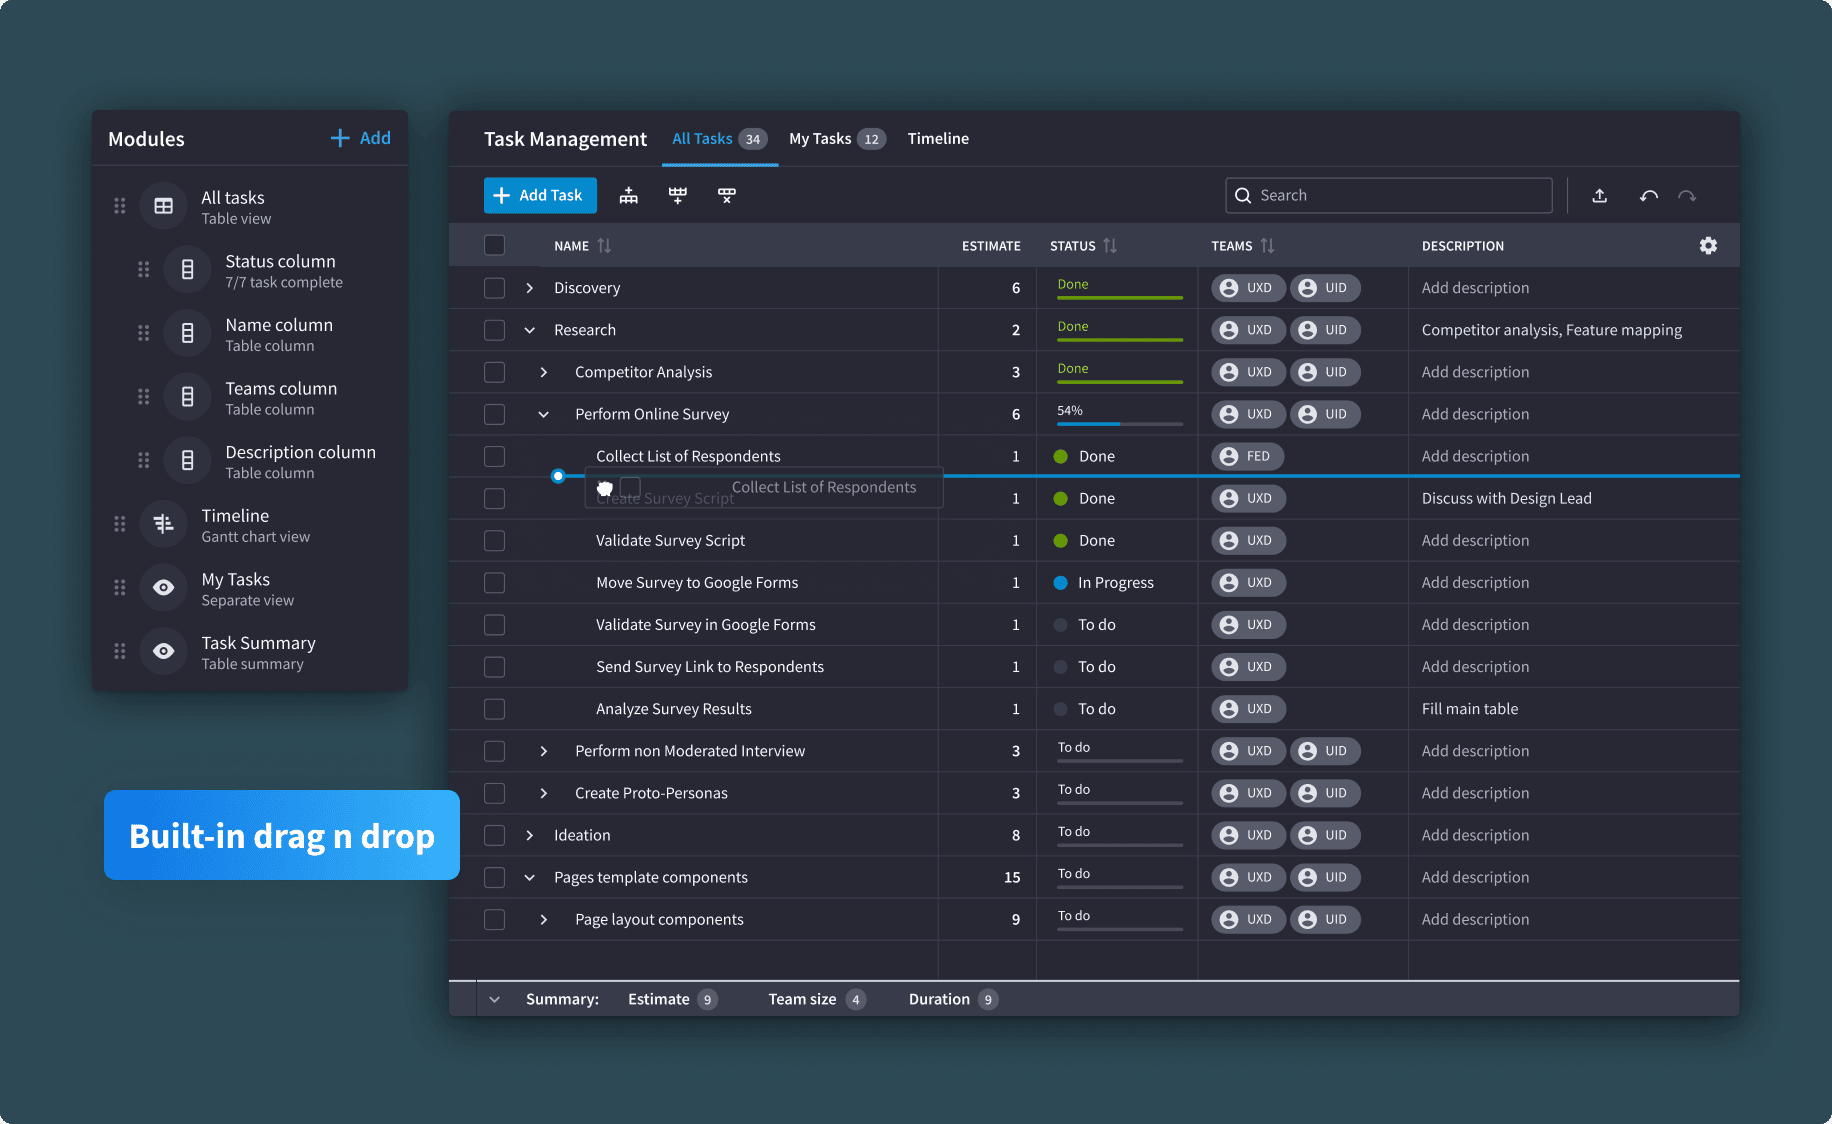 Modules
Add
All tasks
Table view
Status column
7/7 task complete
Name column
Table column
Teams column
Table column
Description column
Table column
Timeline
Gantt chart view
My Tasks
Separate view
Task Summary
Table summary
Built-in drag n drop
Task Management All Tasks 34 My Tasks 12 Timeline
Add Task Search
NAME ESTIMATE STATUS TEAMS DESCRIPTION
Discovery 6 Done UXD UID Add description
Research 2 Done UXD UID Competitor analysis, Feature mapping
Competitor Analysis 3 Done UXD UID Add description
Perform Online Survey 6 54% UXD UID Add description
Collect List of Respondents 1 Done FED Add description
Collect List of Respondents
Create Survey Script 1 Done UXD Discuss with Design Lead
Validate Survey Script 1 Done UXD Add description
Move Survey to Google Forms 1 In Progress UXD Add description
Validate Survey in Google Forms 1 To do UXD Add description
Send Survey Link to Respondents 1 To do UXD Add description
Analyze Survey Results 1 To do UXD Fill main table
Perform non Moderated Interview 3 To do UXD UID Add description
Create Proto-Personas 3 To do UXD UID Add description
Ideation 8 To do UXD UID Add description
Pages template components 15 To do UXD UID Add description
Page layout components 9 To do UXD UID Add description
Summary: Estimate 9 Team size 4 Duration 9